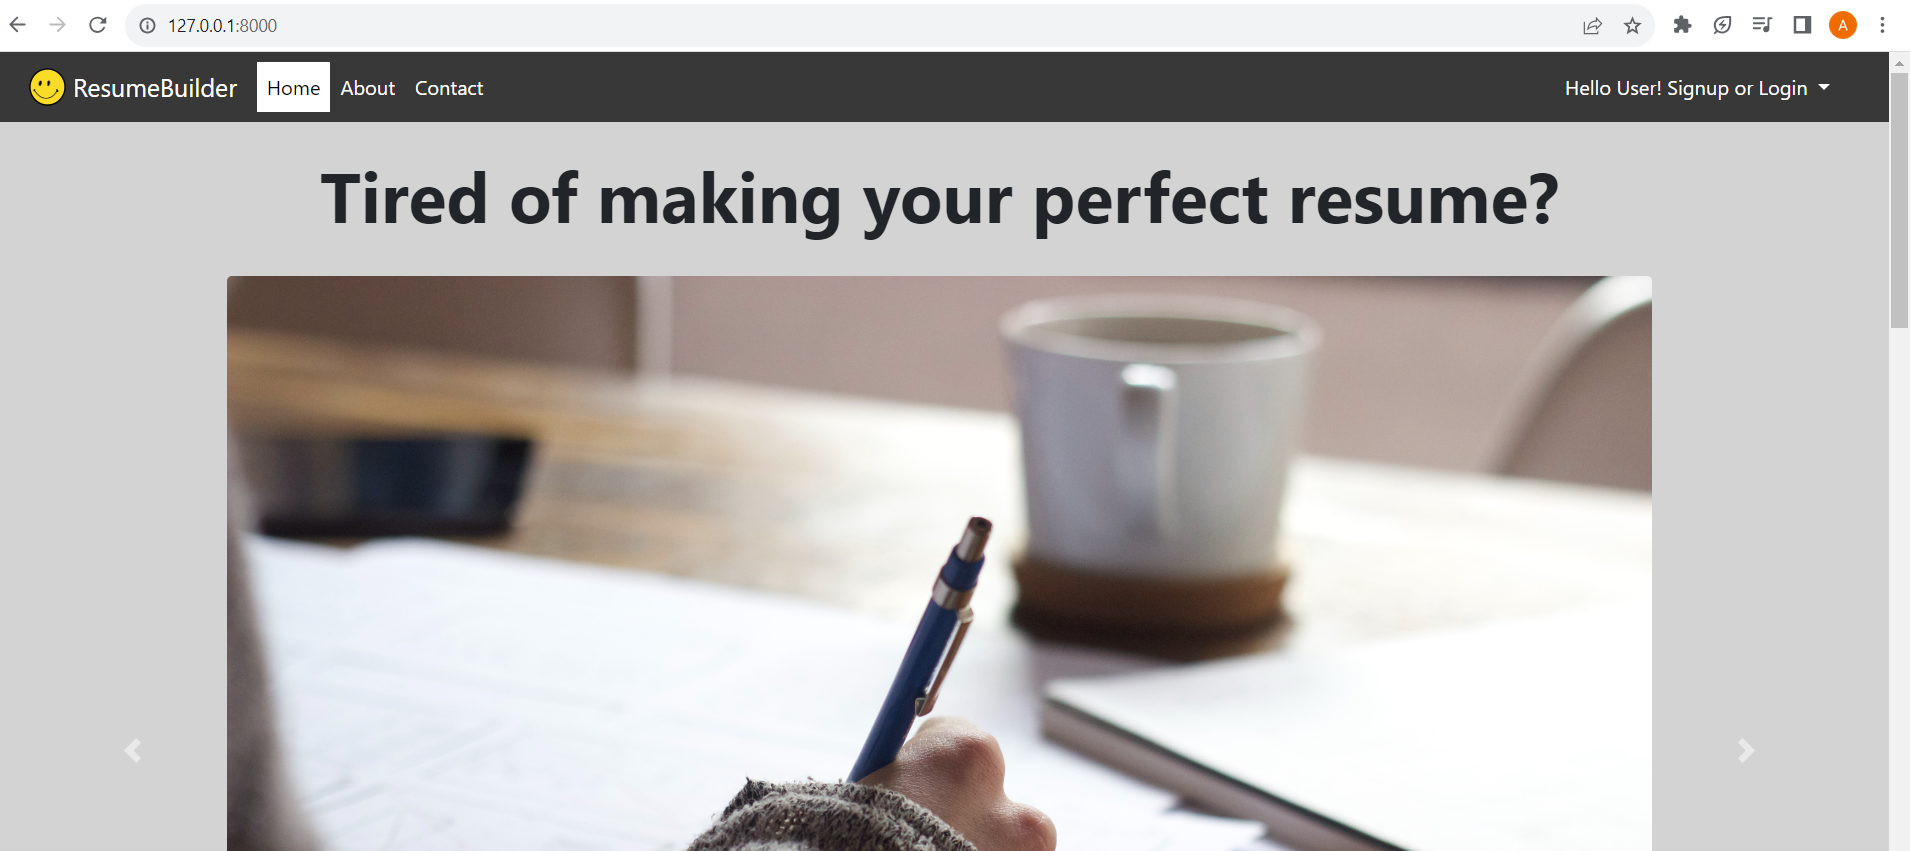 127.0.0.1:8000
A
ResumeBuilder Home About Contact Hello User! Signup or Login
Tired of making your perfect resume?